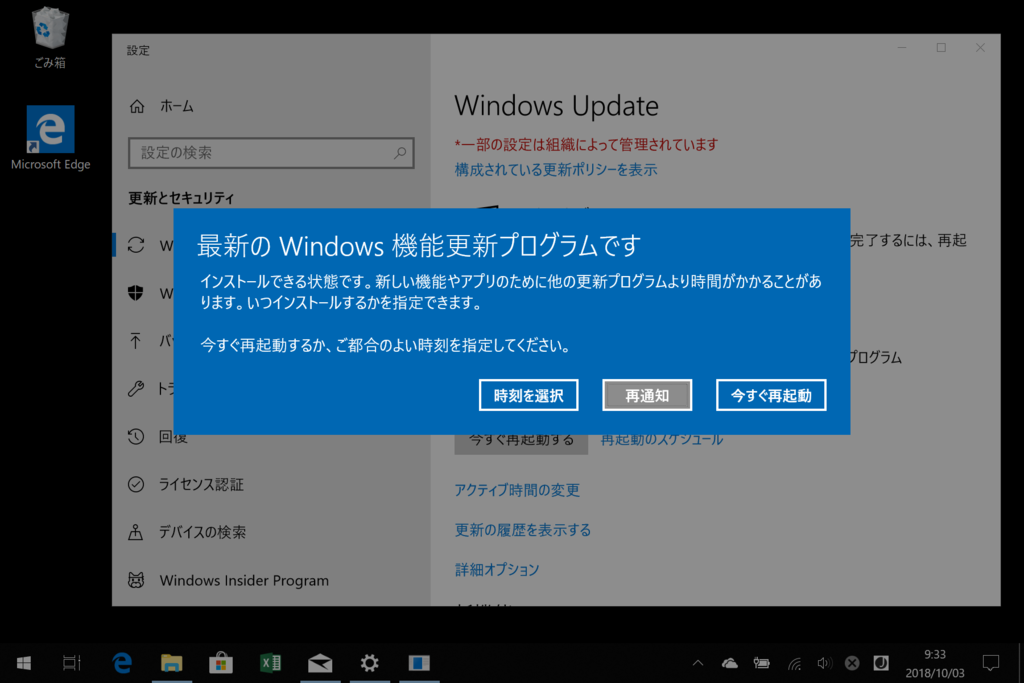 ごみ箱
Microsoft Edge
設定
ホーム
設定の検索
更新とセキュリティ
W
W
バ
トラ
回復
ライセンス認証
デバイスの検索
Windows Insider Program
Windows Update
*一部の設定は組織によって管理されています
構成されている更新ポリシーを表示
完了するには、再起
プログラム
最新の Windows 機能更新プログラムです
インストールできる状態です。新しい機能やアプリのために他の更新プログラムより時間がかかることがあ
ります。いつインストールするかを指定できます。
今すぐ再起動するか、ご都合のよい時刻を指定してください。
時刻を選択
再通知
今すぐ再起動
今すぐ再起動する
再起動のスケジュール
アクティブ時間の変更
更新の履歴を表示する
詳細オプション
9:33
2018/10/03